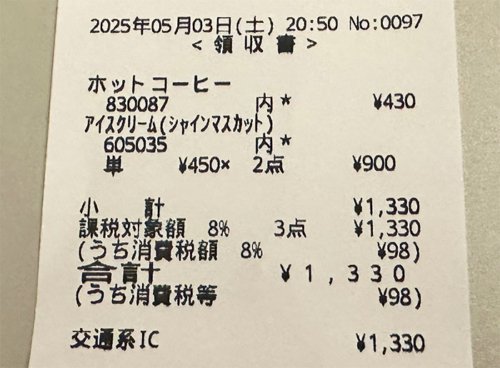 2025年05月03日(土) 20:50 No:0097
< 領 収 書 >
ホットコーヒー
830087 内* ¥430
アイスクリーム(シャインマスカット)
605035 内*
単 ¥450× 2点 ¥900
小 計 ¥1,330
課税対象額 8% 3点 ¥1,330
(うち消費税額 8% ¥98)
合計 ¥1,330
(うち消費税等 ¥98)
交通系IC ¥1,330